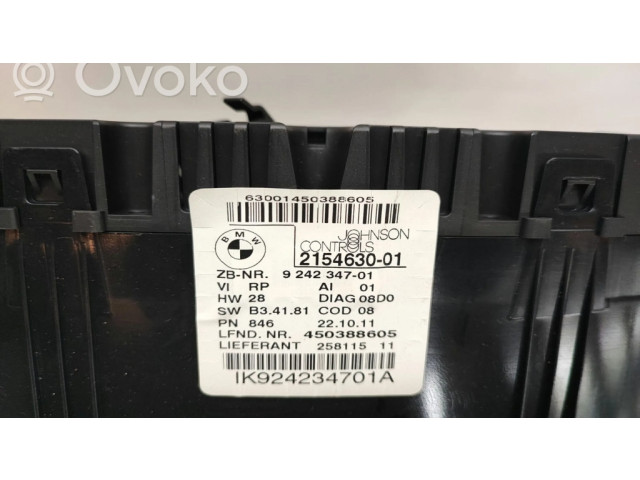 Ovoko
63001450388605
BMW
JOHNSON
CONTROLS
2154630-01
ZB-NR. 9 242 347-01
VI RP AI 01
HW 28 DIAG 08D0
SW B3.41.81 COD 08
PN 846 22.10.11
LFND. NR. 450388605
LIEFERANT 258115 11
IK924234701A